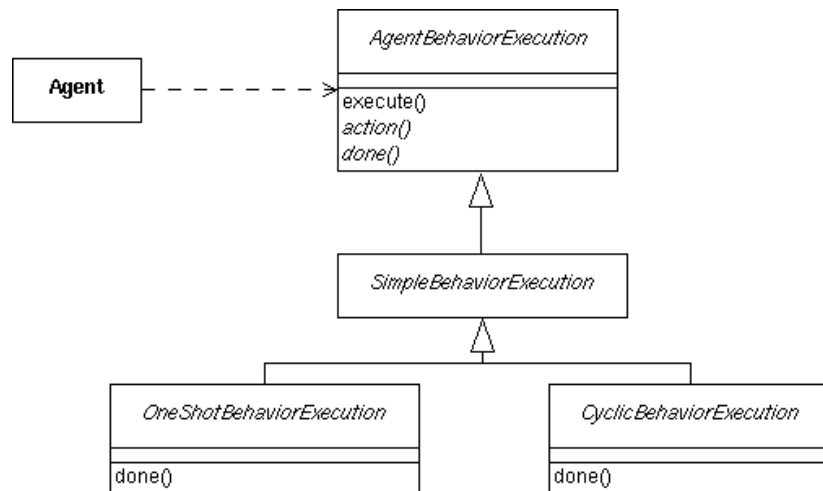 AgentBehaviorExecution
Agent
execute()
action()
done()
SimpleBehaviorExecution
OneShotBehaviorExecution
CyclicBehaviorExecution
done()
done()